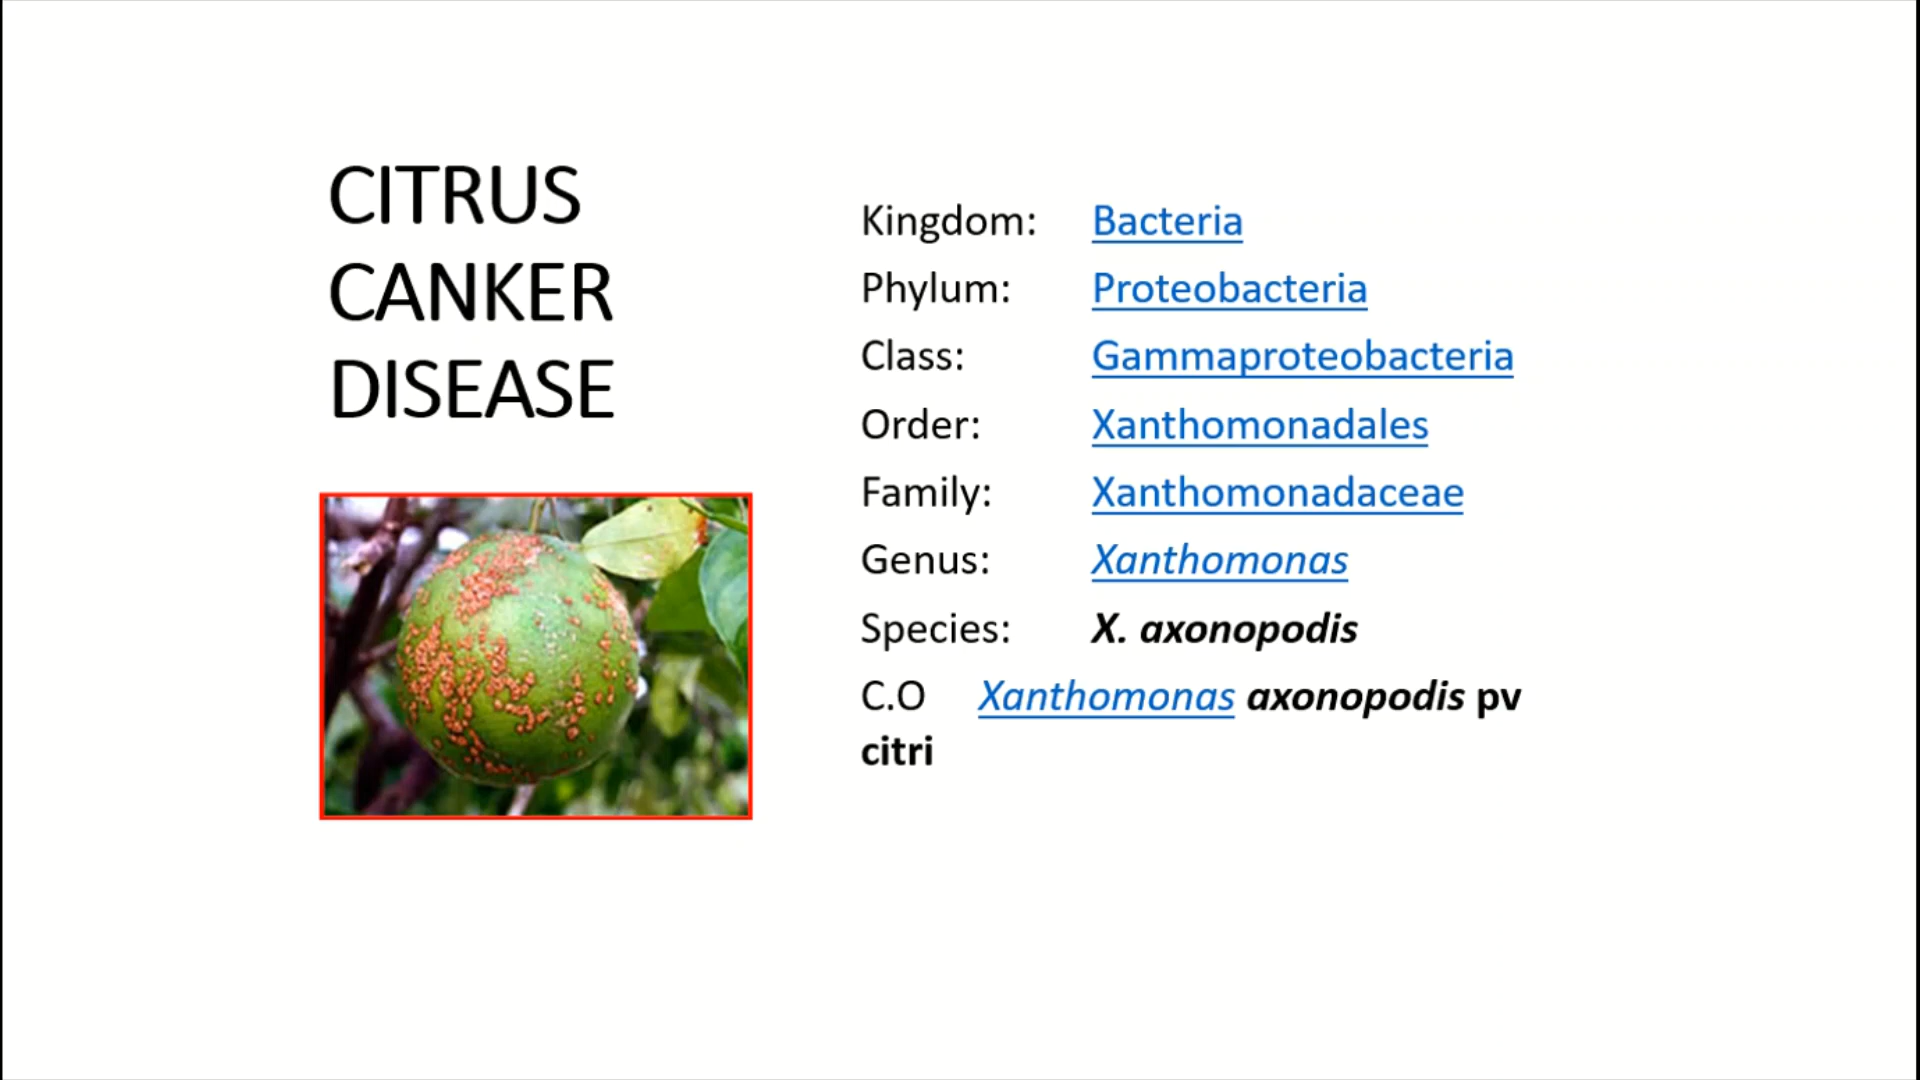 CITRUS
CANKER
DISEASE
Kingdom: Bacteria
Phylum: Proteobacteria
Class: Gammaproteobacteria
Order: Xanthomonadales
Family: Xanthomonadaceae
Genus: Xanthomonas
Species: X. axonopodis
C.O Xanthomonas axonopodis pv
citri